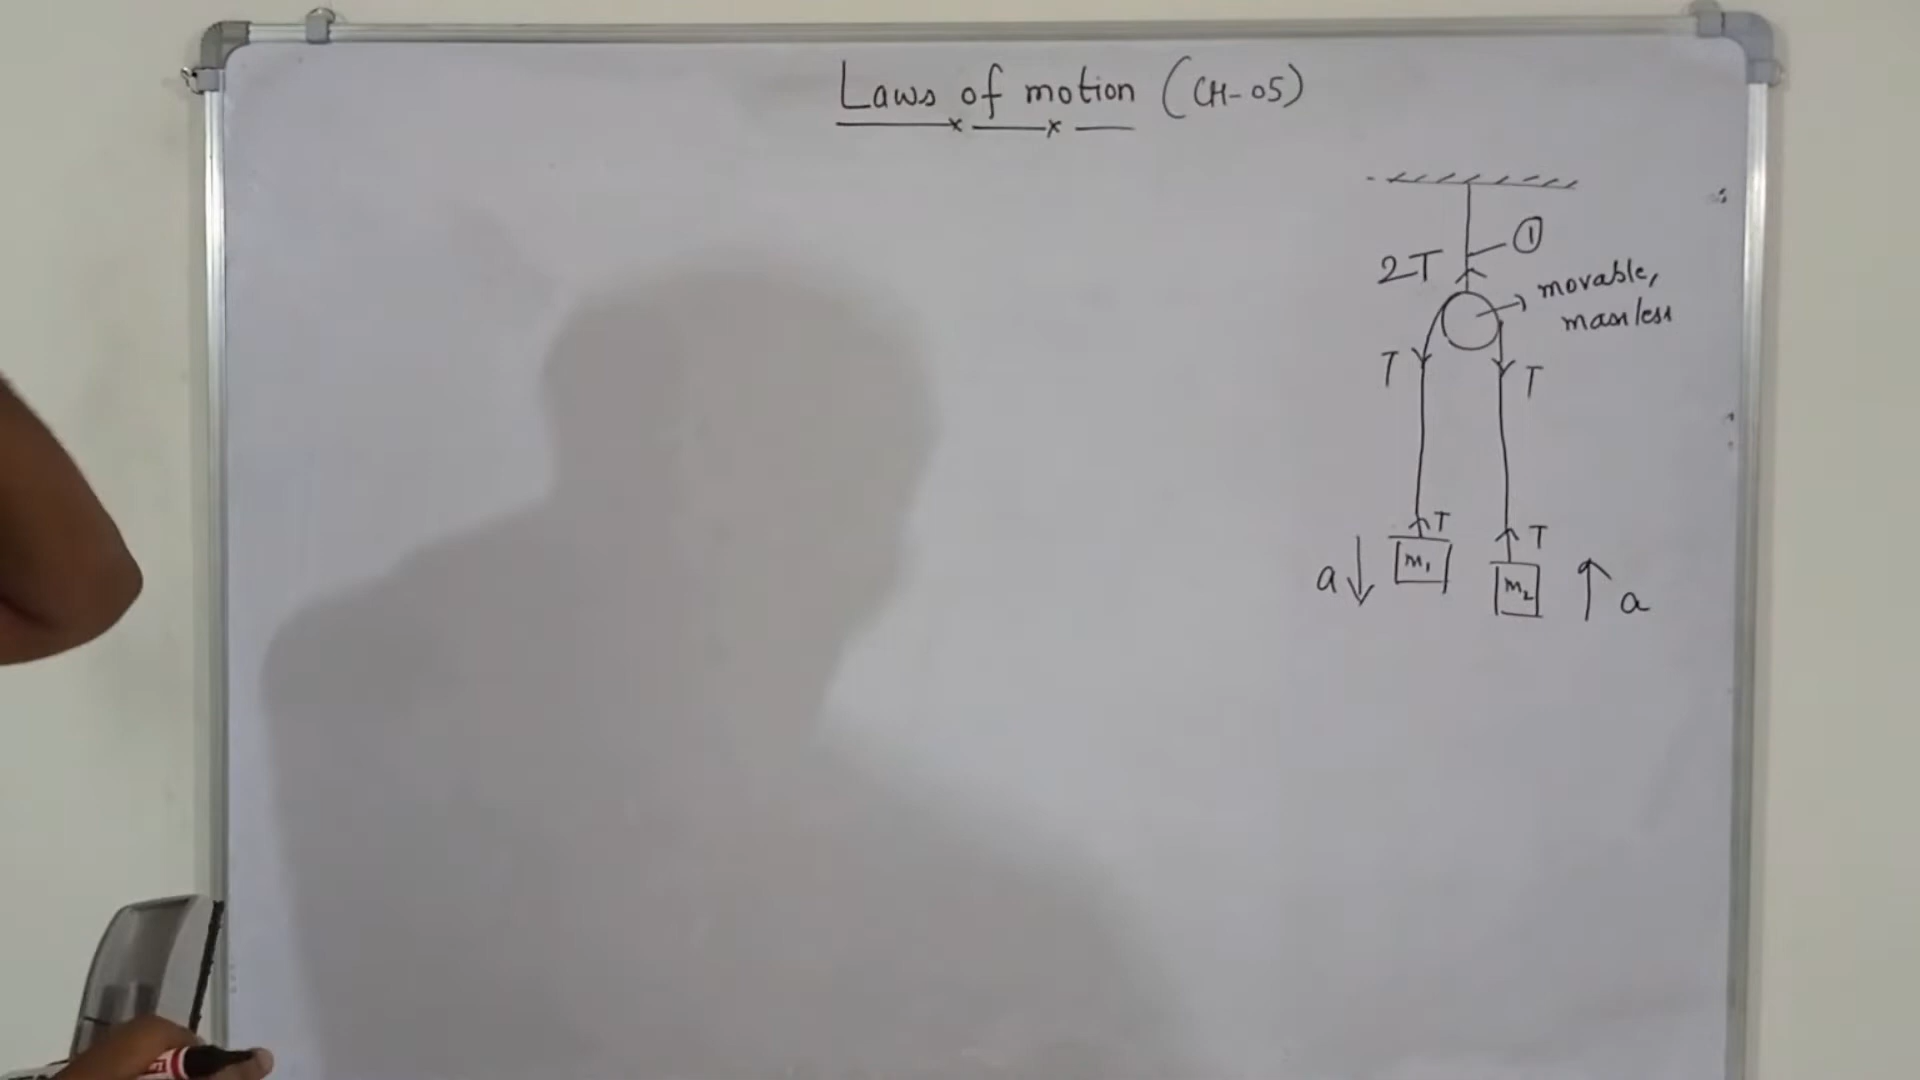 Laws of motion (CH-05)
①
2T
movable,
massless
T
T
T
T
m₁
m₂
a
a